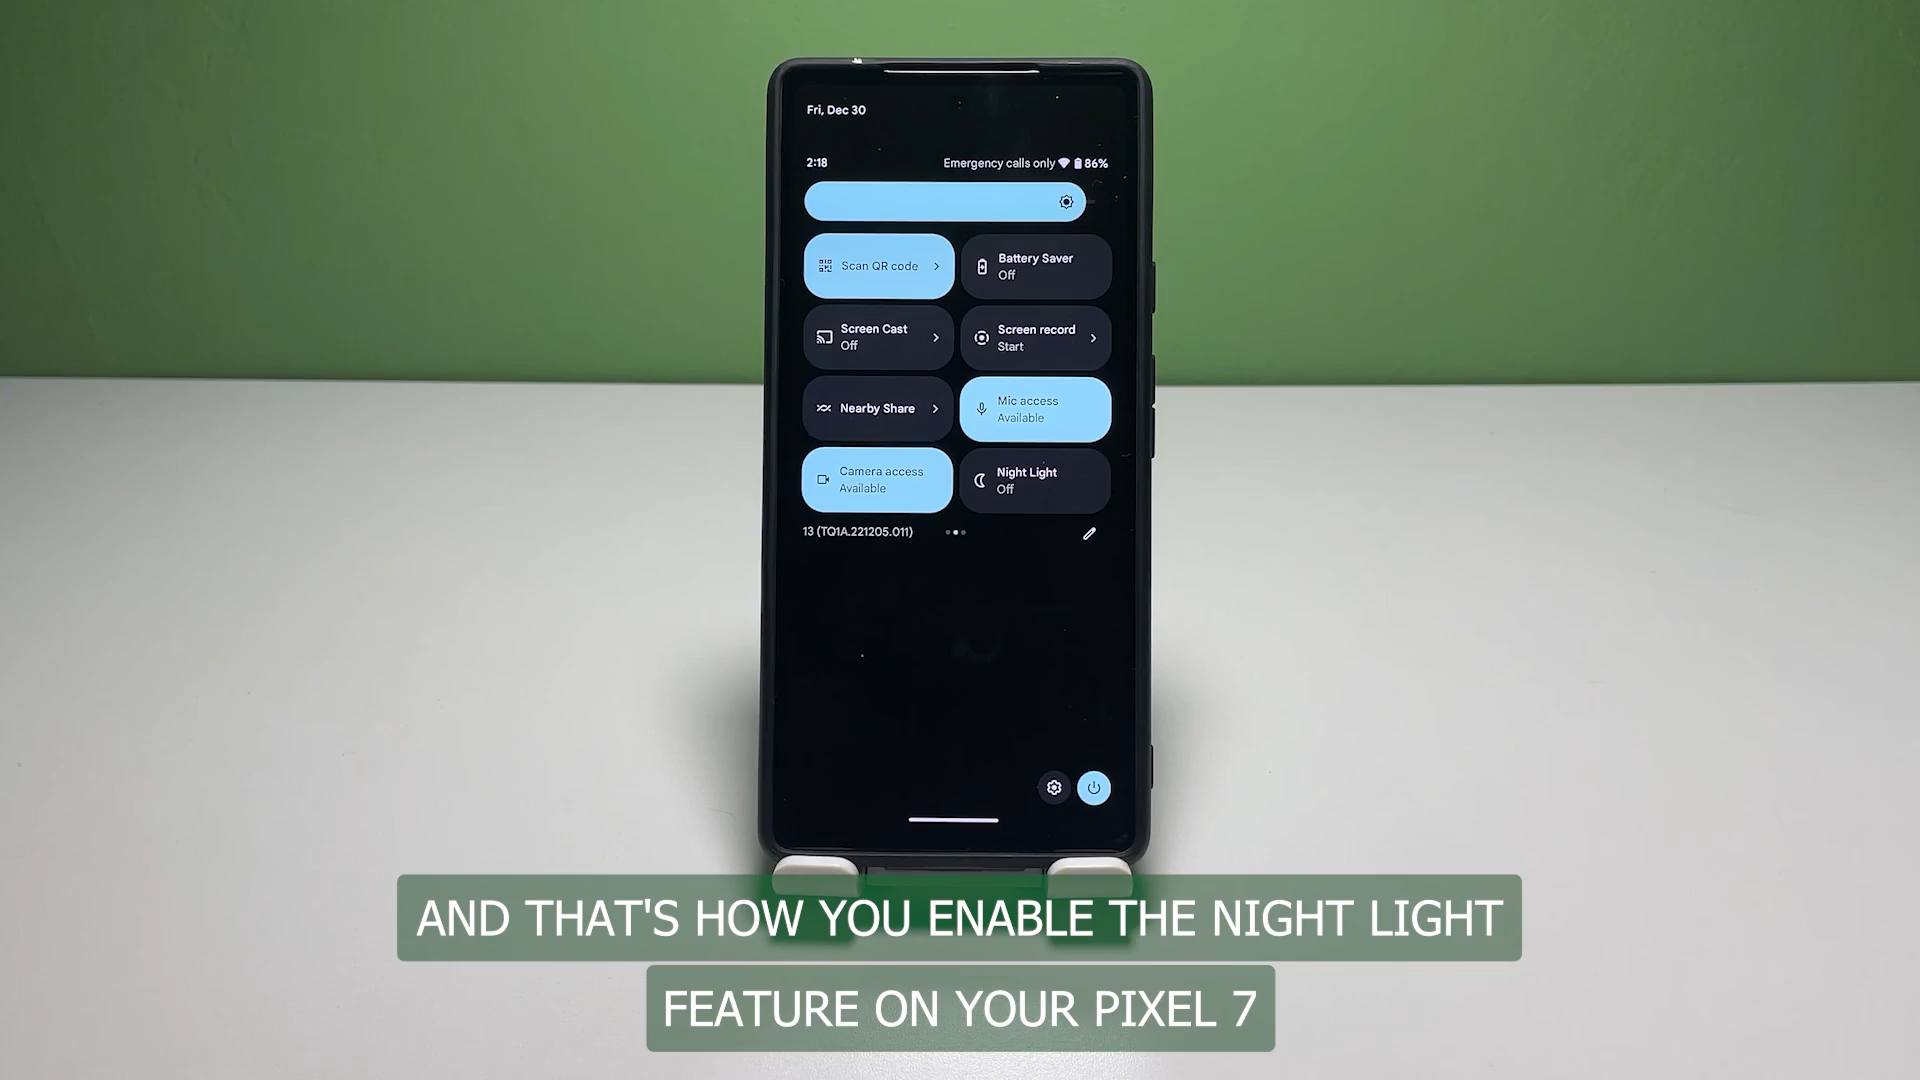 Fri, Dec 30
2:18
Emergency calls only 86%
Scan QR code
Battery Saver
Off
Screen Cast
Off
Screen record
Start
Nearby Share
Mic access
Available
Camera access
Available
Night Light
Off
13 (TQ1A.221205.011)
AND THAT'S HOW YOU ENABLE THE NIGHT LIGHT
FEATURE ON YOUR PIXEL 7